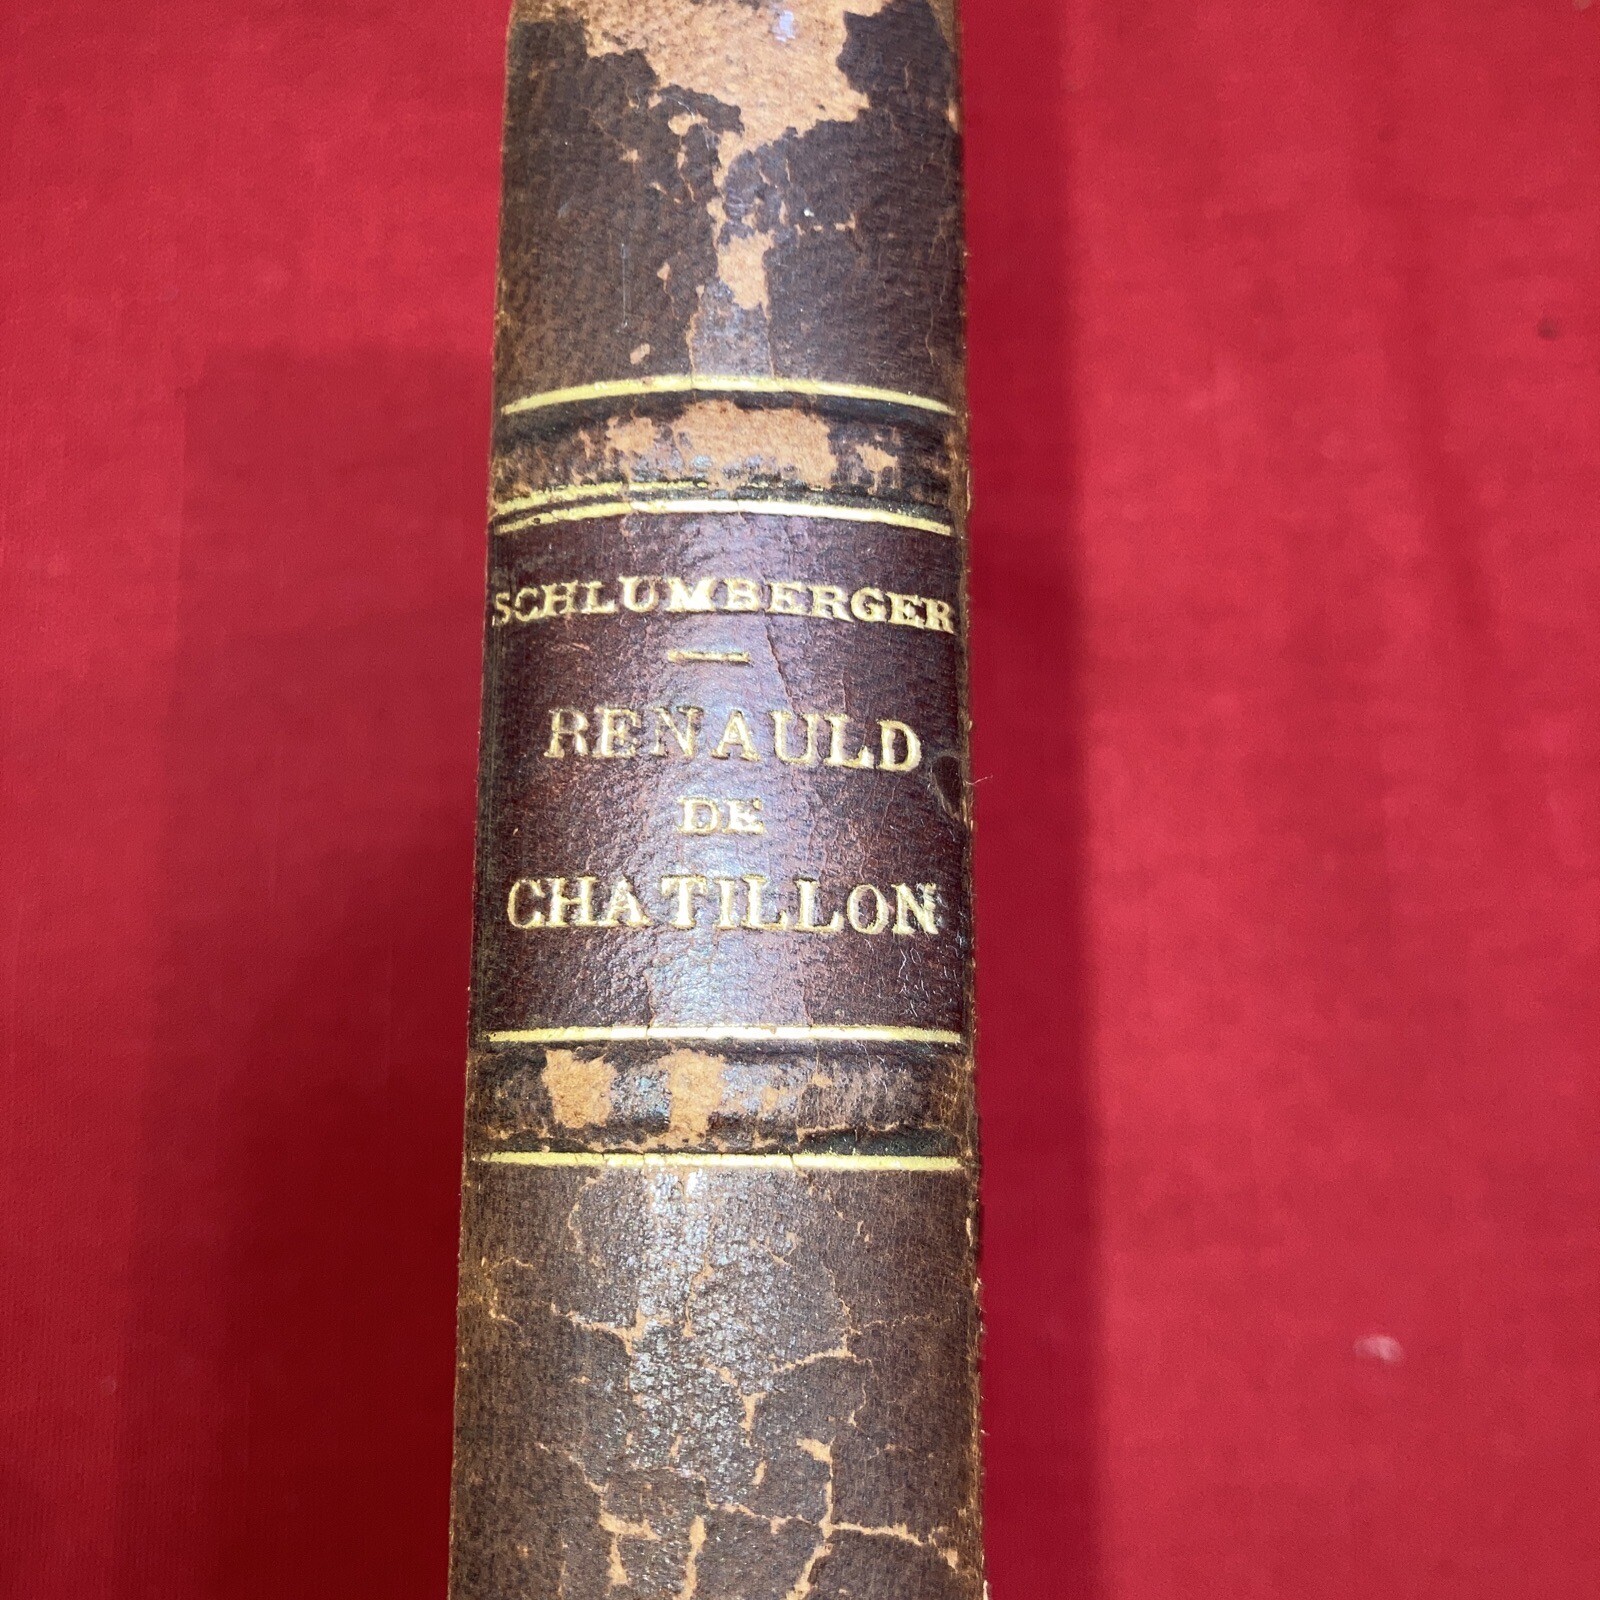 SCHLUMBERGER
—
RENAULD
DE
CHATILLON